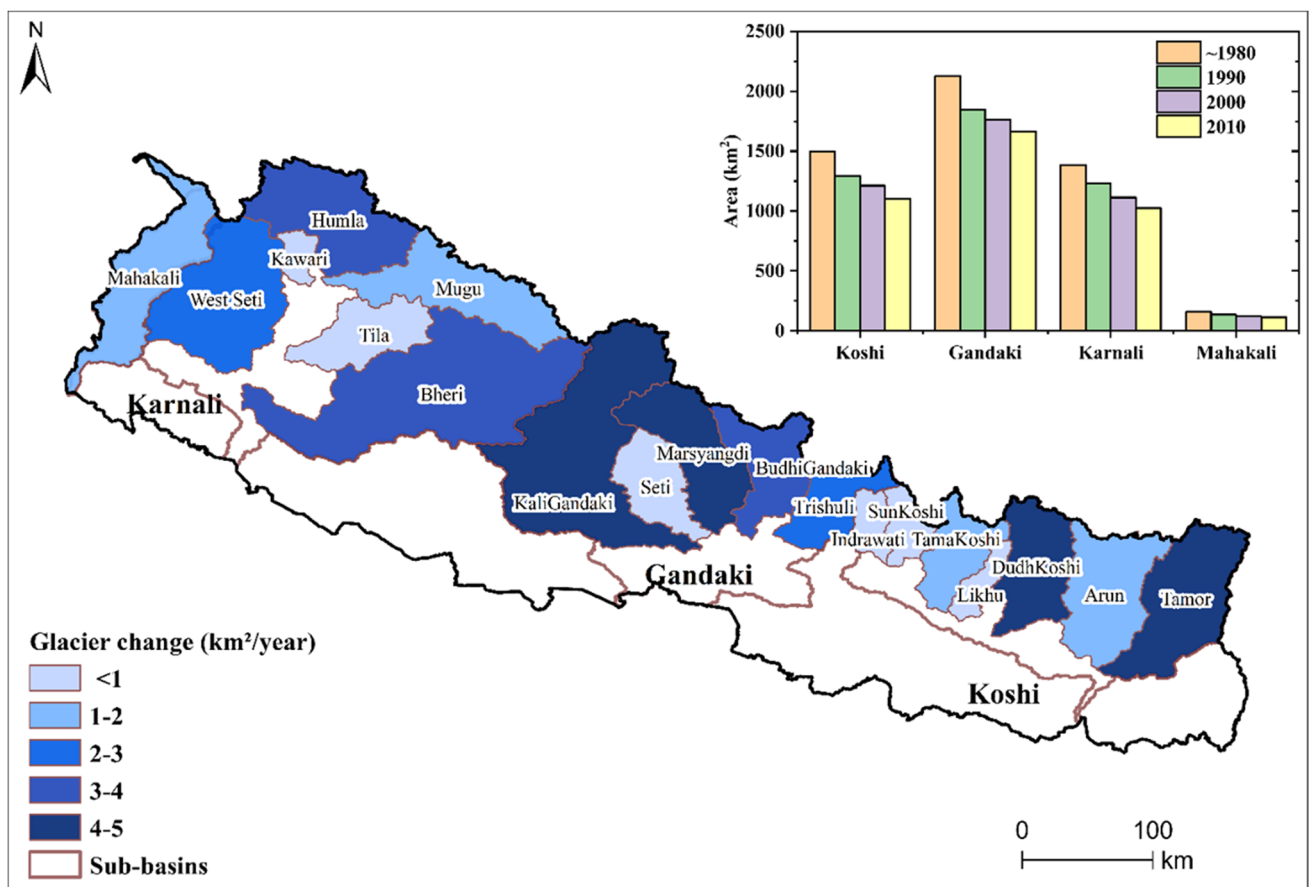 N
2500
2000
1500
1000
500
0
Area (km²)
~1980
1990
2000
2010
Koshi
Gandaki
Karnali
Mahakali
Humla
Kawari
Mahakali
West Seti
Mugu
Tila
Bheri
Karnali
Marsyangdi
BudhiGandaki
Seti
KaliGandaki
Trishuli
SunKoshi
Indrawati
TamaKoshi
DudhKoshi
Likhu
Arun
Tamor
Gandaki
Koshi
Glacier change (km²/year)
<1
1-2
2-3
3-4
4-5
Sub-basins
0 100
km